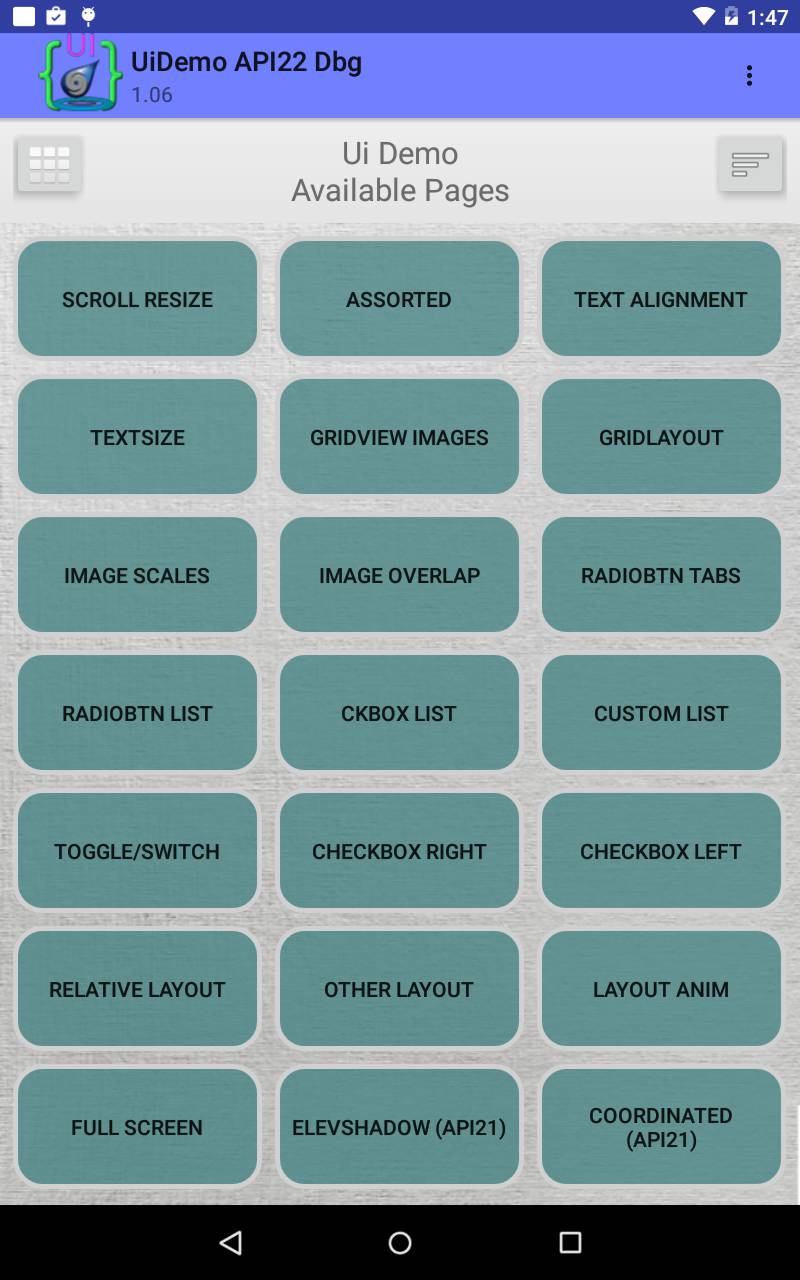 1:47
UI
UiDemo API22 Dbg
1.06
Ui Demo
Available Pages
SCROLL RESIZE
ASSORTED
TEXT ALIGNMENT
TEXTSIZE
GRIDVIEW IMAGES
GRIDLAYOUT
IMAGE SCALES
IMAGE OVERLAP
RADIOBTN TABS
RADIOBTN LIST
CKBOX LIST
CUSTOM LIST
TOGGLE/SWITCH
CHECKBOX RIGHT
CHECKBOX LEFT
RELATIVE LAYOUT
OTHER LAYOUT
LAYOUT ANIM
FULL SCREEN
ELEVSHADOW (API21)
COORDINATED
(API21)